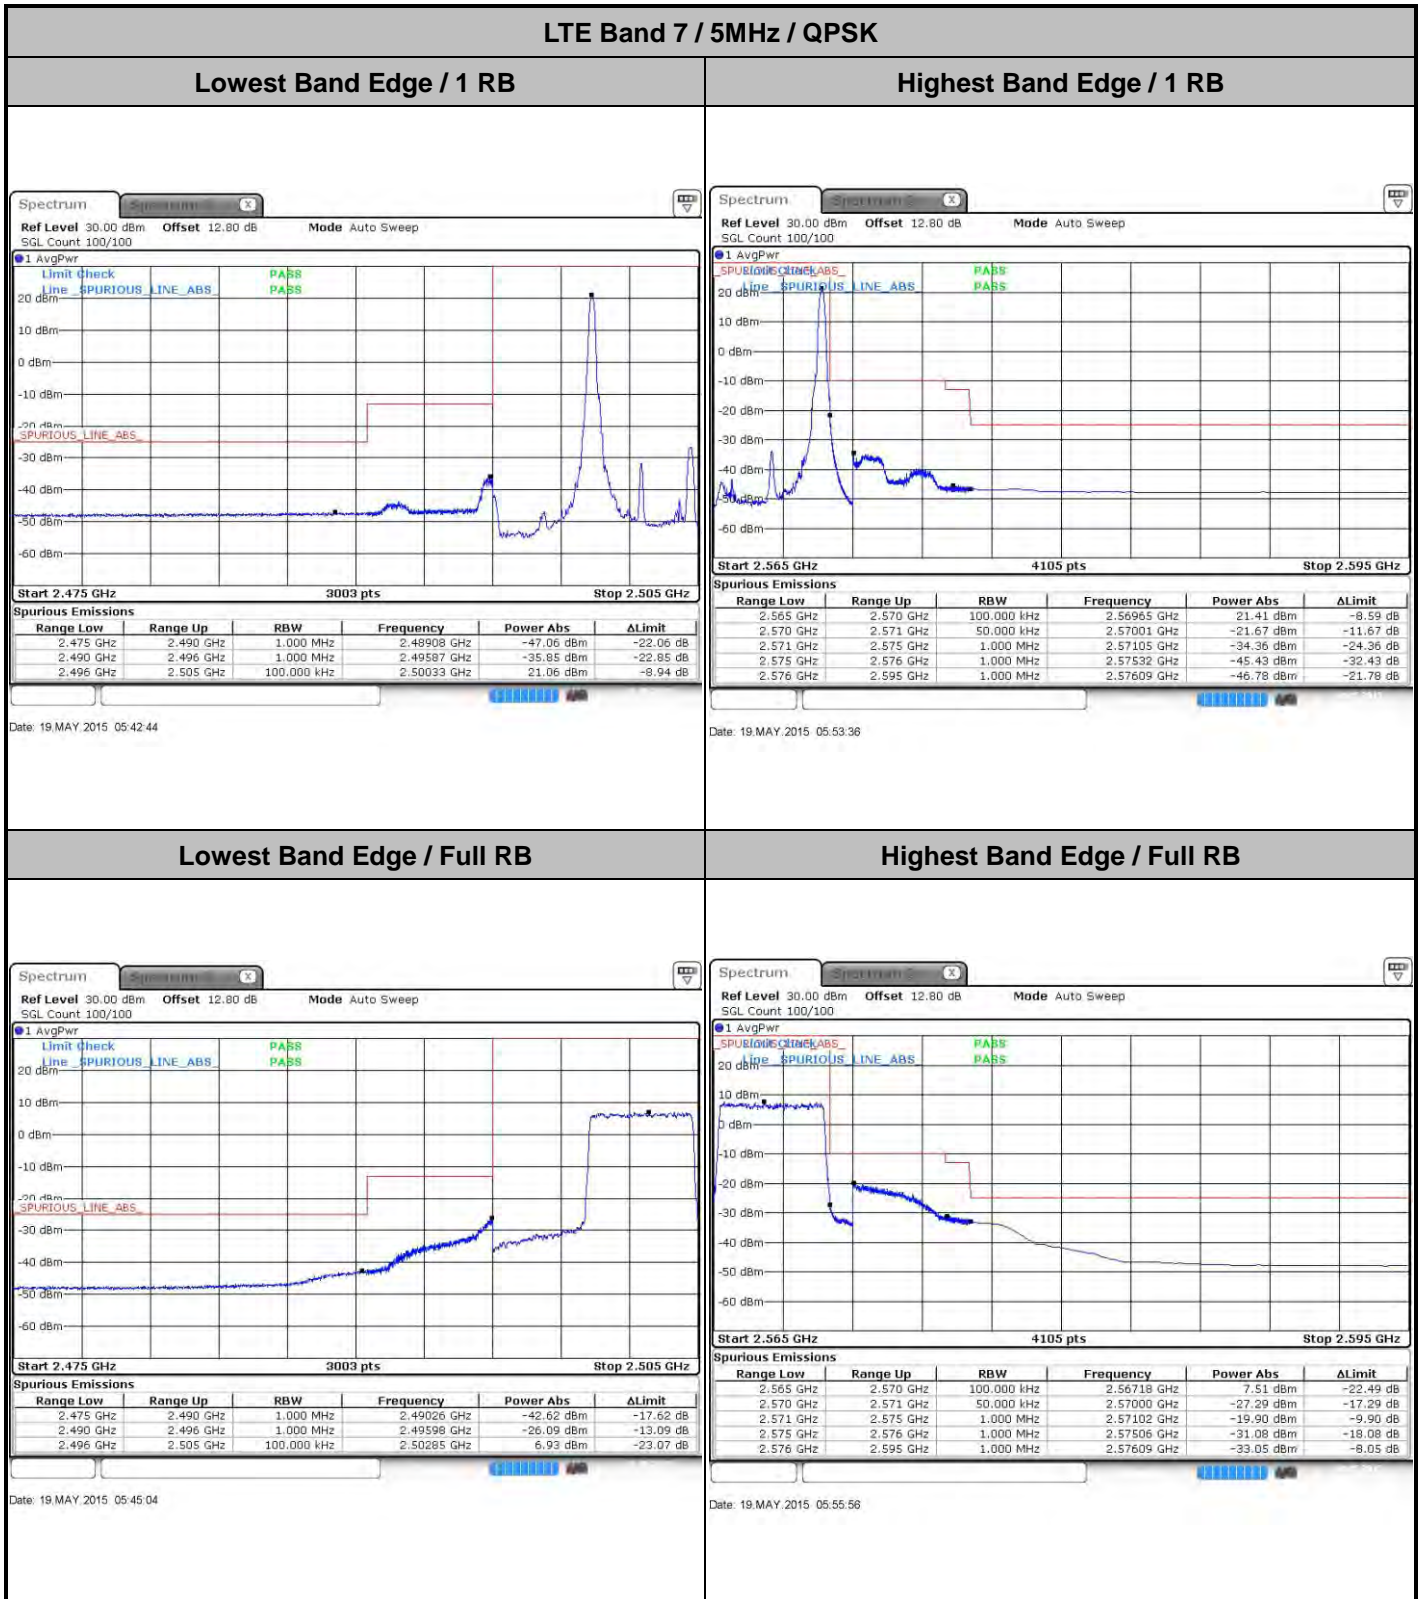 LTE Band 7 / 5MHz / QPSK
Lowest Band Edge / 1 RB
Highest Band Edge / 1 RB
Spectrum
Ref Level 30.00 dBm Offset 12.80 dB Mode Auto Sweep
SGL Count 100/100
1 AvgPwr
Limit Check PASS
Line _SPURIOUS_LINE_ABS_ PASS
20 dBm
10 dBm
0 dBm
-10 dBm
-20 dBm
_SPURIOUS_LINE_ABS_
-30 dBm
-40 dBm
-50 dBm
-60 dBm
Start 2.475 GHz 3003 pts Stop 2.505 GHz
Spurious Emissions
Range Low Range Up RBW Frequency Power Abs ΔLimit
2.475 GHz 2.490 GHz 1.000 MHz 2.48908 GHz -47.06 dBm -22.06 dB
2.490 GHz 2.496 GHz 1.000 MHz 2.49587 GHz -35.85 dBm -22.85 dB
2.496 GHz 2.505 GHz 100.000 kHz 2.50033 GHz 21.06 dBm -8.94 dB
Date: 19.MAY.2015 05:42:44
Spectrum
Ref Level 30.00 dBm Offset 12.80 dB Mode Auto Sweep
SGL Count 100/100
1 AvgPwr
_SPURIOUS_LINE_ABS_
Limit Check PASS
Line _SPURIOUS_LINE_ABS_ PASS
20 dBm
10 dBm
0 dBm
-10 dBm
-20 dBm
-30 dBm
-40 dBm
-50 dBm
-60 dBm
Start 2.565 GHz 4105 pts Stop 2.595 GHz
Spurious Emissions
Range Low Range Up RBW Frequency Power Abs ΔLimit
2.565 GHz 2.570 GHz 100.000 kHz 2.56965 GHz 21.41 dBm -8.59 dB
2.570 GHz 2.571 GHz 50.000 kHz 2.57001 GHz -21.67 dBm -11.67 dB
2.571 GHz 2.575 GHz 1.000 MHz 2.57105 GHz -34.36 dBm -24.36 dB
2.575 GHz 2.576 GHz 1.000 MHz 2.57532 GHz -45.43 dBm -32.43 dB
2.576 GHz 2.595 GHz 1.000 MHz 2.57609 GHz -46.78 dBm -21.78 dB
Date: 19.MAY.2015 05:53:36
Lowest Band Edge / Full RB
Highest Band Edge / Full RB
Spectrum
Ref Level 30.00 dBm Offset 12.80 dB Mode Auto Sweep
SGL Count 100/100
1 AvgPwr
Limit Check PASS
Line _SPURIOUS_LINE_ABS_ PASS
20 dBm
10 dBm
0 dBm
-10 dBm
-20 dBm
_SPURIOUS_LINE_ABS_
-30 dBm
-40 dBm
-50 dBm
-60 dBm
Start 2.475 GHz 3003 pts Stop 2.505 GHz
Spurious Emissions
Range Low Range Up RBW Frequency Power Abs ΔLimit
2.475 GHz 2.490 GHz 1.000 MHz 2.49026 GHz -42.62 dBm -17.62 dB
2.490 GHz 2.496 GHz 1.000 MHz 2.49598 GHz -26.09 dBm -13.09 dB
2.496 GHz 2.505 GHz 100.000 kHz 2.50285 GHz 6.93 dBm -23.07 dB
Date: 19.MAY.2015 05:45:04
Spectrum
Ref Level 30.00 dBm Offset 12.80 dB Mode Auto Sweep
SGL Count 100/100
1 AvgPwr
_SPURIOUS_LINE_ABS_
Limit Check PASS
Line _SPURIOUS_LINE_ABS_ PASS
20 dBm
10 dBm
0 dBm
-10 dBm
-20 dBm
-30 dBm
-40 dBm
-50 dBm
-60 dBm
Start 2.565 GHz 4105 pts Stop 2.595 GHz
Spurious Emissions
Range Low Range Up RBW Frequency Power Abs ΔLimit
2.565 GHz 2.570 GHz 100.000 kHz 2.56718 GHz 7.51 dBm -22.49 dB
2.570 GHz 2.571 GHz 50.000 kHz 2.57000 GHz -27.29 dBm -17.29 dB
2.571 GHz 2.575 GHz 1.000 MHz 2.57102 GHz -19.90 dBm -9.90 dB
2.575 GHz 2.576 GHz 1.000 MHz 2.57506 GHz -31.08 dBm -18.08 dB
2.576 GHz 2.595 GHz 1.000 MHz 2.57609 GHz -33.05 dBm -8.05 dB
Date: 19.MAY.2015 05:55:56